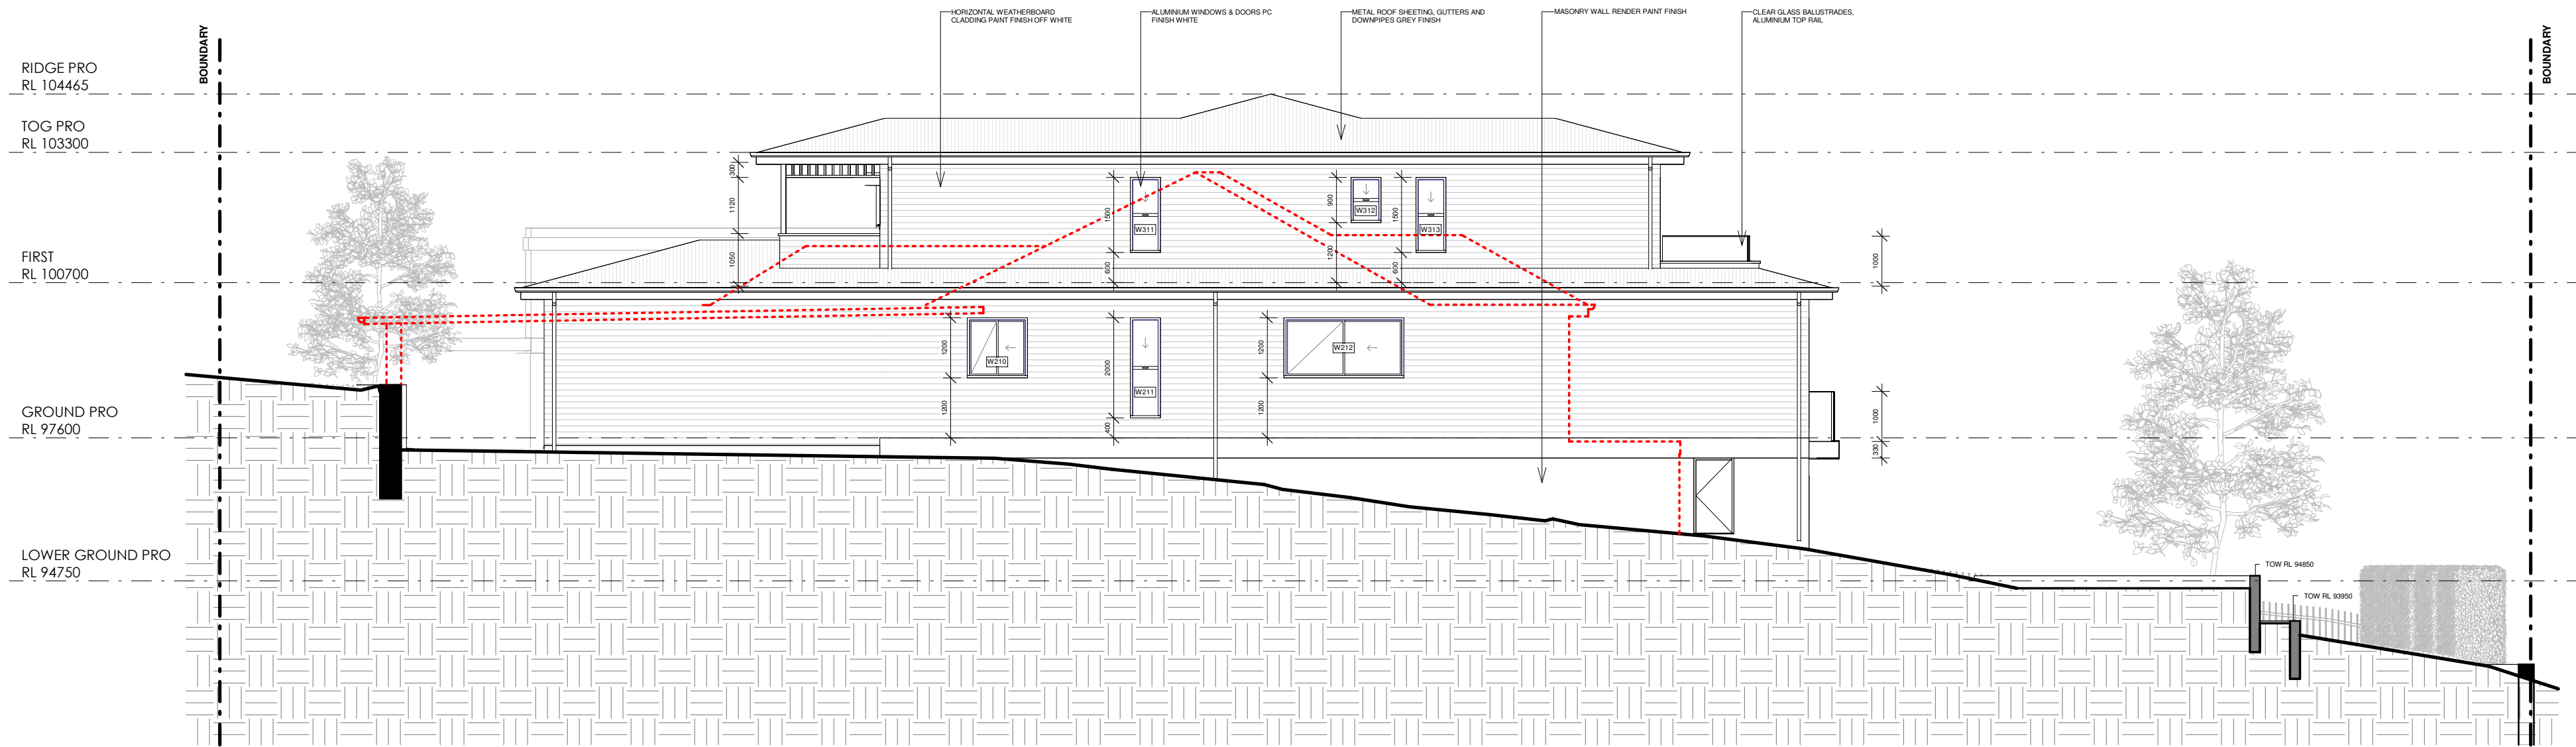 HORIZONTAL WEATHERBOARD
CLADDING PAINT FINISH OFF WHITE
ALUMINIUM WINDOWS & DOORS PC
FINISH WHITE
METAL ROOF SHEETING, GUTTERS AND
DOWNPIPES GREY FINISH
MASONRY WALL RENDER PAINT FINISH
CLEAR GLASS BALUSTRADES,
ALUMINIUM TOP RAIL
BOUNDARY
BOUNDARY
RIDGE PRO
RL 104465
TOG PRO
RL 103300
300
1120
1050
1500
600
W311
900
1200
W312
1500
600
W313
1000
FIRST
RL 100700
1200
1200
W210
2000
400
W211
1200
1200
W212
1000
330
GROUND PRO
RL 97600
LOWER GROUND PRO
RL 94750
TOW RL 94850
TOW RL 93950